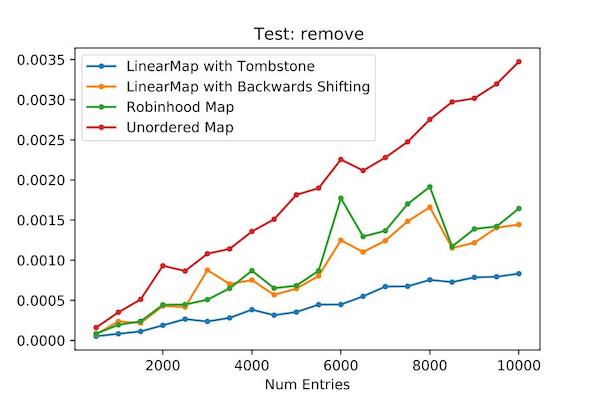 Test: remove
0.0035
0.0030
0.0025
0.0020
0.0015
0.0010
0.0005
0.0000
LinearMap with Tombstone
LinearMap with Backwards Shifting
Robinhood Map
Unordered Map
2000 4000 6000 8000 10000
Num Entries